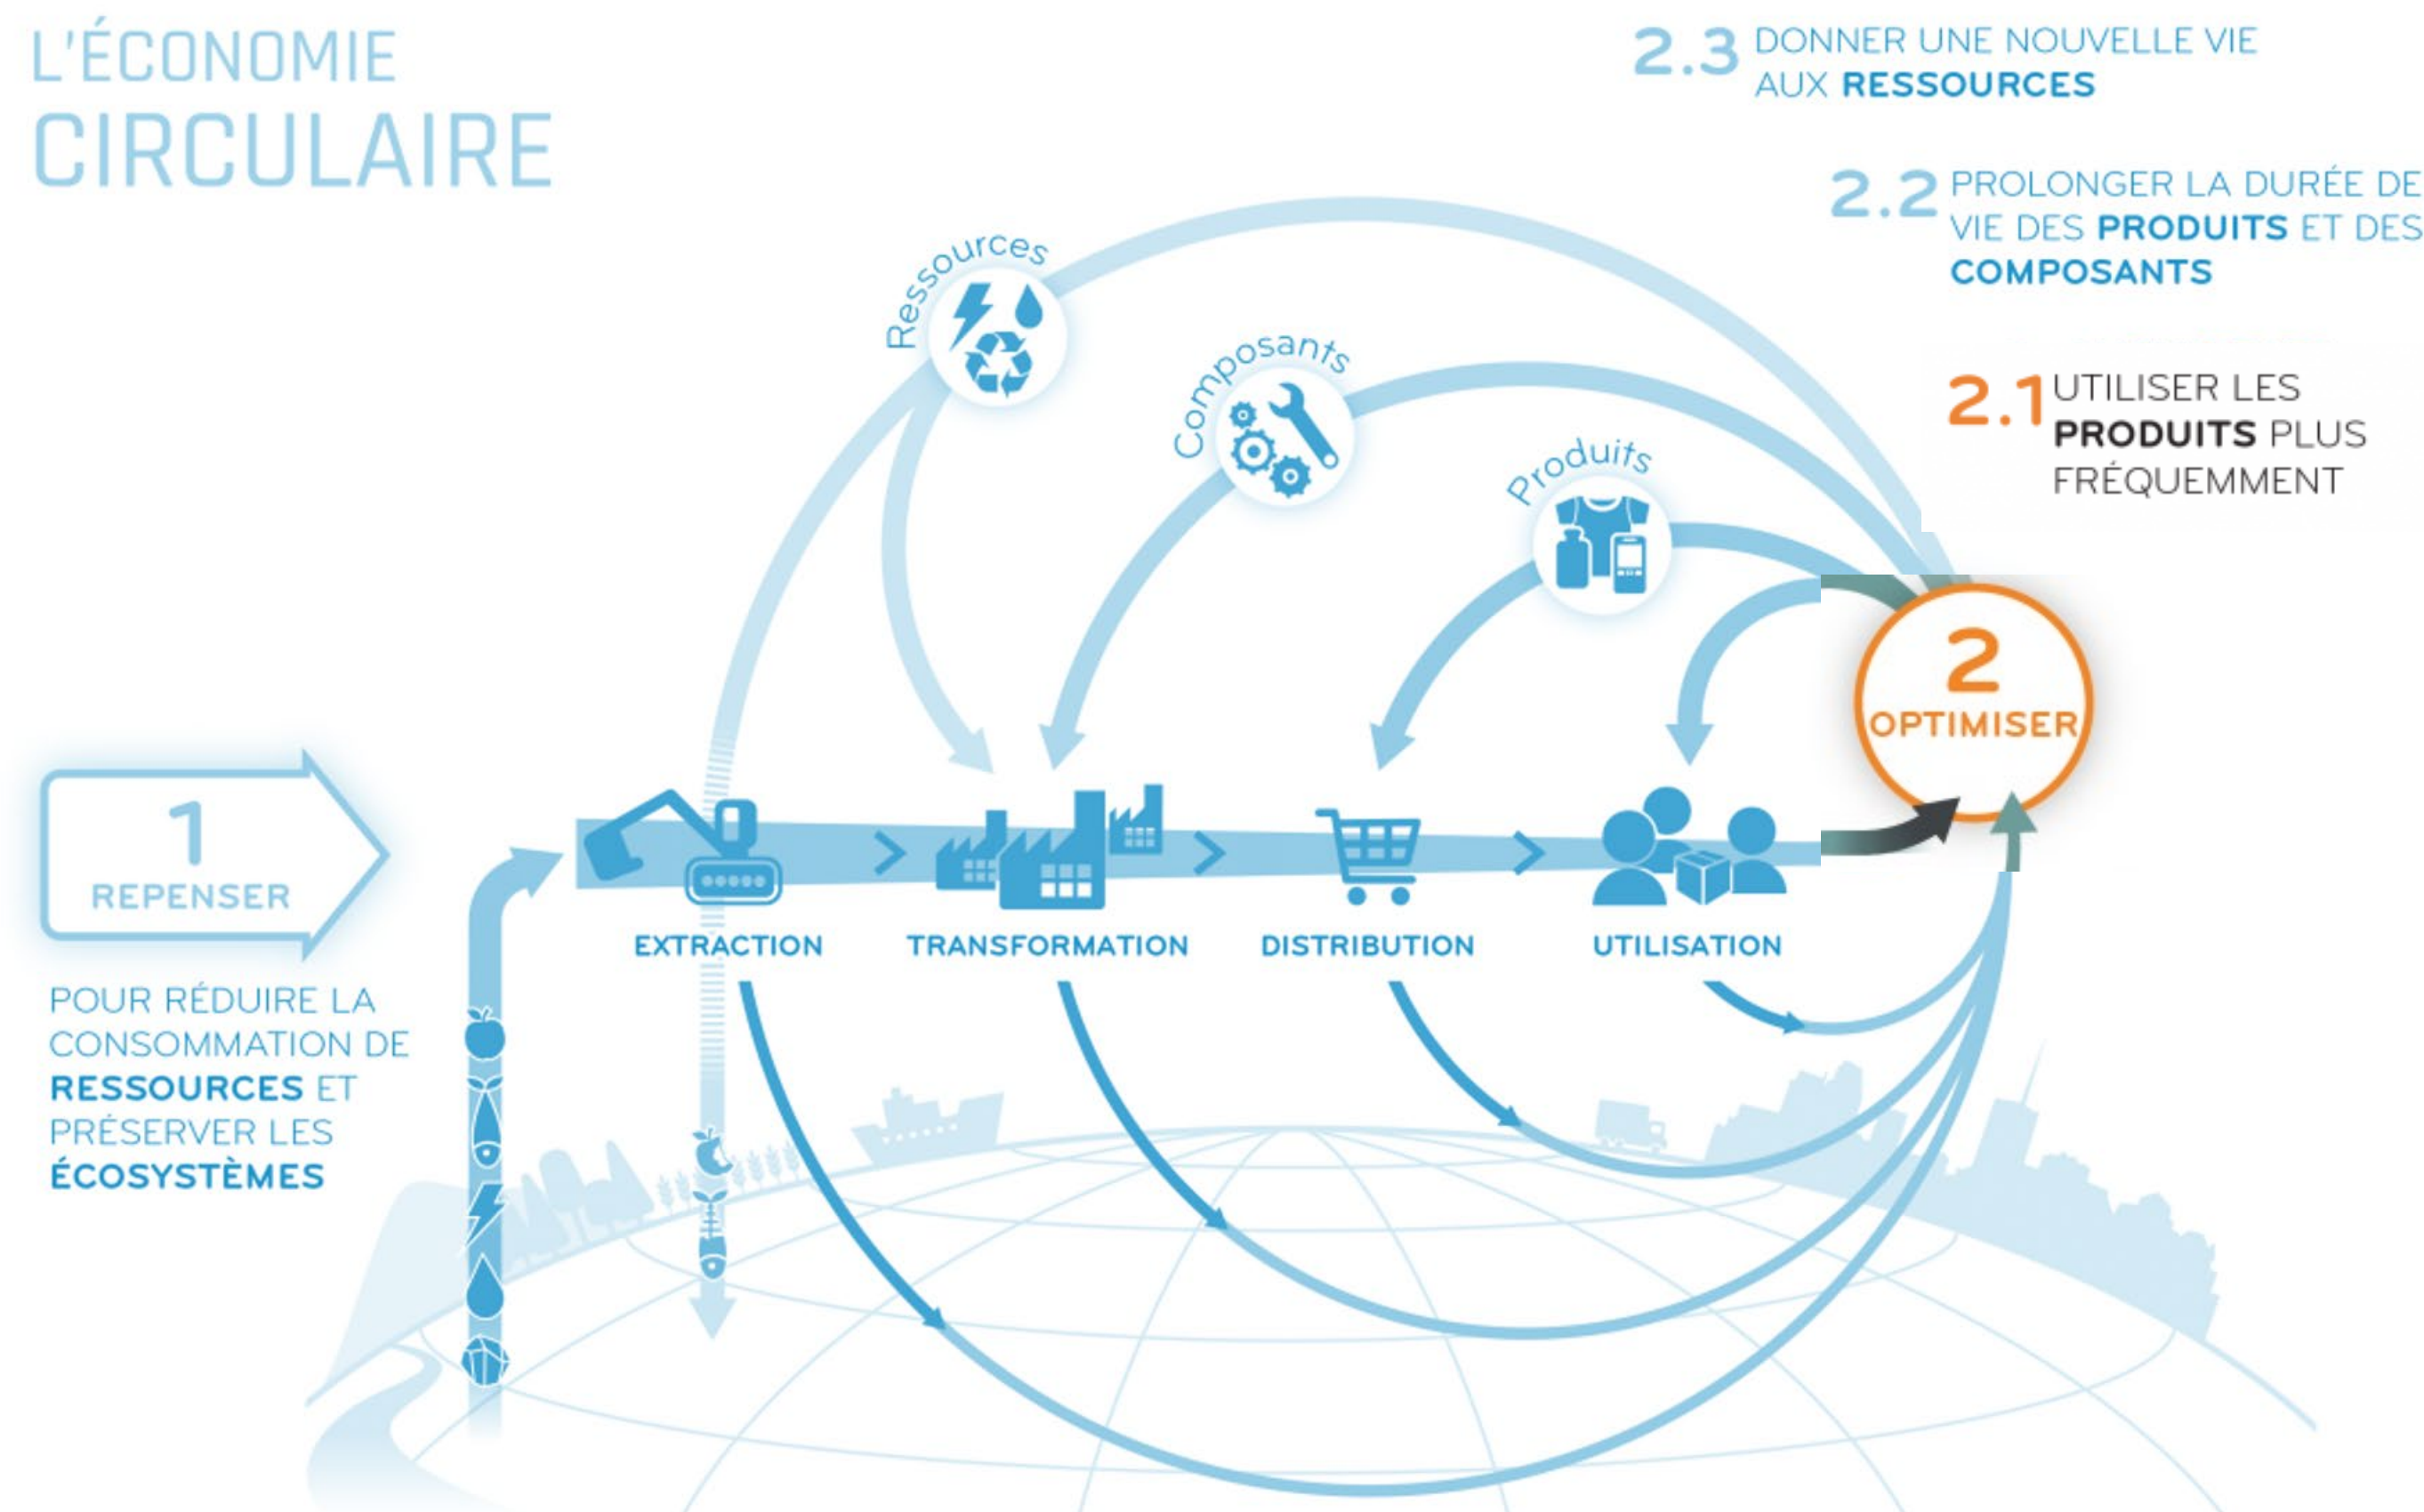 L'ÉCONOMIE
CIRCULAIRE
2.3 DONNER UNE NOUVELLE VIE
AUX RESSOURCES
2.2 PROLONGER LA DURÉE DE
VIE DES PRODUITS ET DES
COMPOSANTS
2.1 UTILISER LES
PRODUITS PLUS
FRÉQUEMMENT
Ressources
Composants
Produits
2
OPTIMISER
1
REPENSER
POUR RÉDUIRE LA
CONSOMMATION DE
RESSOURCES ET
PRÉSERVER LES
ÉCOSYSTÈMES
EXTRACTION
TRANSFORMATION
DISTRIBUTION
UTILISATION